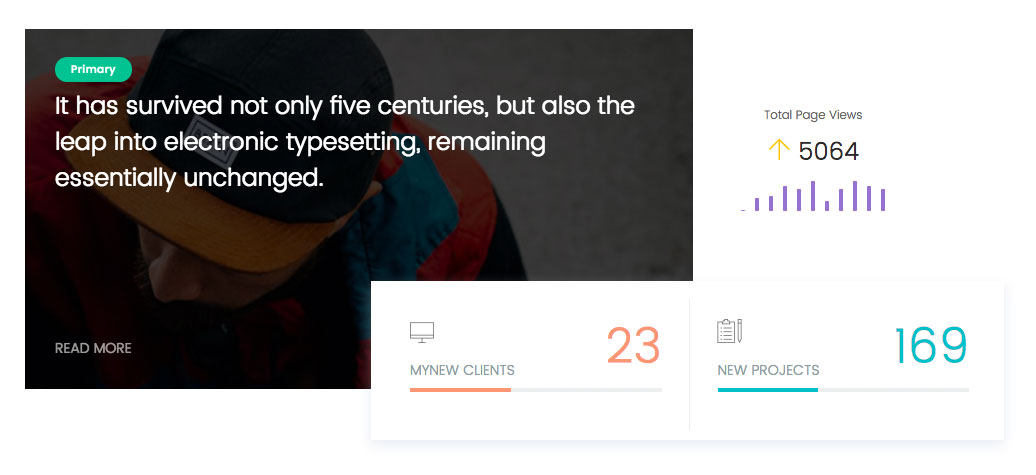 Primary
It has survived not only five centuries, but also the
leap into electronic typesetting, remaining
essentially unchanged.
READ MORE
Total Page Views
5064
23
MYNEW CLIENTS
169
NEW PROJECTS